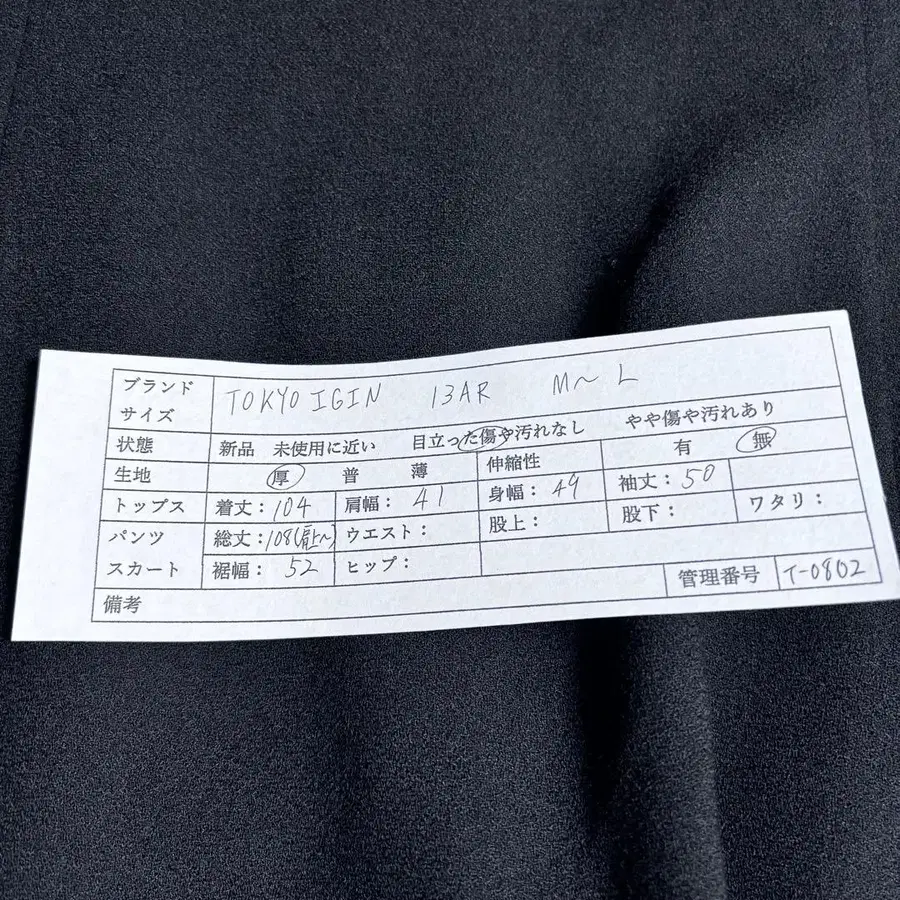 ブランド
サイズ
TOKYO IGIN 13AR M～L
状態 新品 未使用に近い 目立った傷や汚れなし やや傷や汚れあり
生地 厚 普 薄 伸縮性 有 無
トップス 着丈：104 肩幅：41 身幅：49 袖丈：50
パンツ 総丈：108(肩上～) ウエスト： 股上： 股下： ワタリ：
スカート 裾幅：52 ヒップ：
備考 管理番号 イ-0802